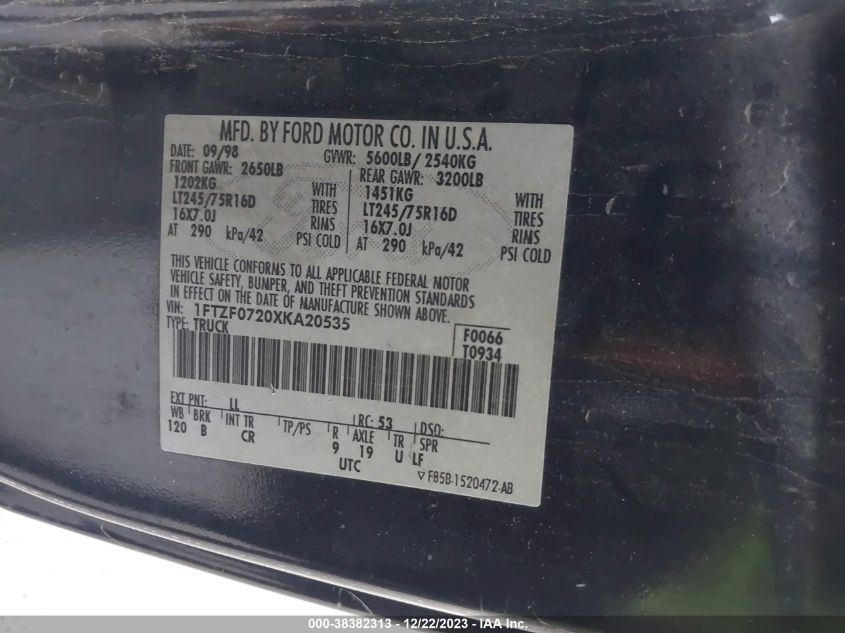 MFD. BY FORD MOTOR CO. IN U.S.A.
DATE: 09/98 GVWR: 5600LB/ 2540KG
FRONT GAWR: 2650LB REAR GAWR: 3200LB
1202KG WITH 1451KG WITH
LT245/75R16D TIRES LT245/75R16D TIRES
16X7.0J RIMS 16X7.0J RIMS
AT 290 kPa/42 PSI COLD AT 290 kPa/42 PSI COLD
THIS VEHICLE CONFORMS TO ALL APPLICABLE FEDERAL MOTOR
VEHICLE SAFETY, BUMPER, AND THEFT PREVENTION STANDARDS
IN EFFECT ON THE DATE OF MANUFACTURE SHOWN ABOVE.
VIN: 1FTZF0720XKA20535
TYPE: TRUCK
F0066
T0934
EXT PNT: LL RC: 53 DSO:
WB BRK INT TR TP/PS R AXLE TR SPR
120 B CR 9 19 U LF
UTC
▽ F85B-1520472-AB
000-38382313 - 12/22/2023 - IAA